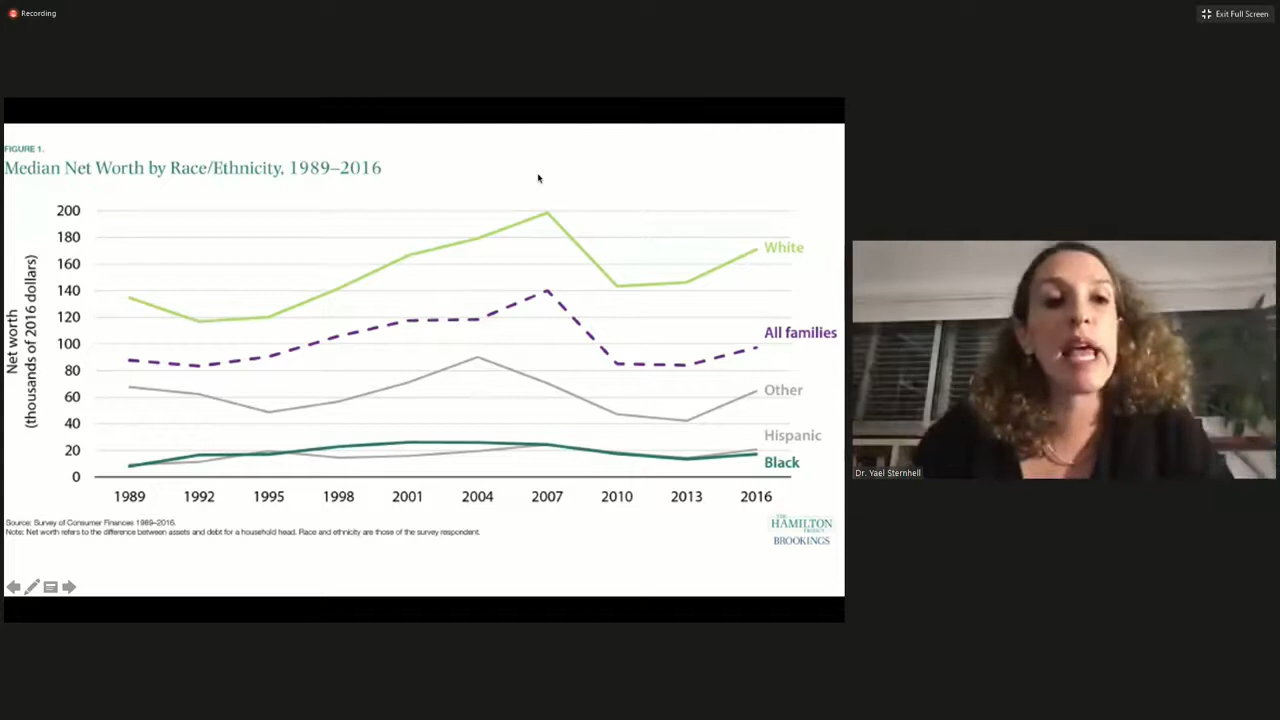 Recording
Exit Full Screen
FIGURE 1.
Median Net Worth by Race/Ethnicity, 1989–2016
Net worth
(thousands of 2016 dollars)
200
180
160
140
120
100
80
60
40
20
0
White
All families
Other
Hispanic
Black
1989 1992 1995 1998 2001 2004 2007 2010 2013 2016
Source: Survey of Consumer Finances 1989–2016.
Note: Net worth refers to the difference between assets and debt for a household head. Race and ethnicity are those of the survey respondent.
THE
HAMILTON
PROJECT
BROOKINGS
Dr. Yael Sternhell